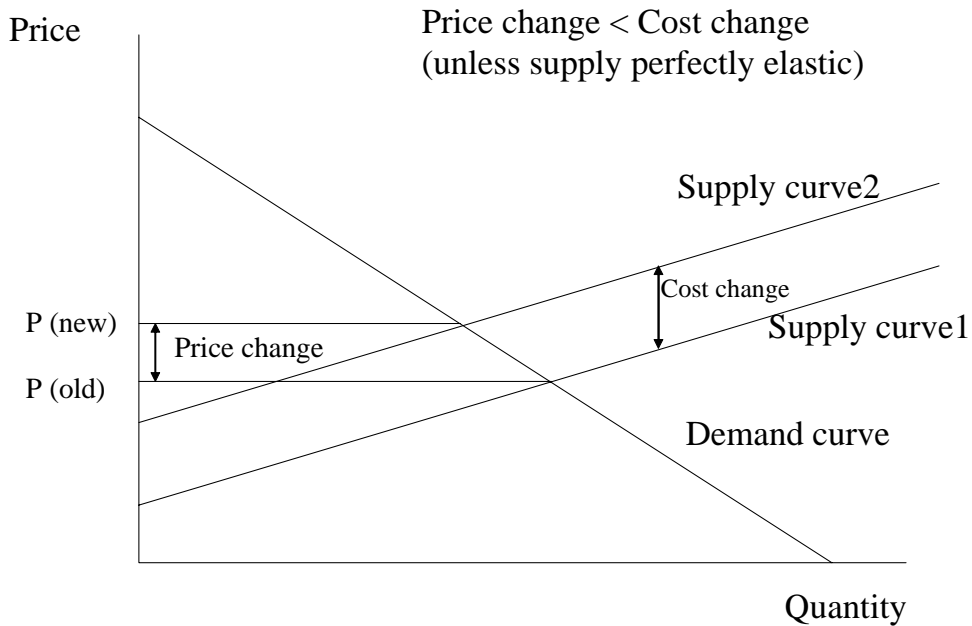 Price
Price change < Cost change
(unless supply perfectly elastic)
Supply curve2
Cost change
Supply curve1
P (new)
Price change
P (old)
Demand curve
Quantity